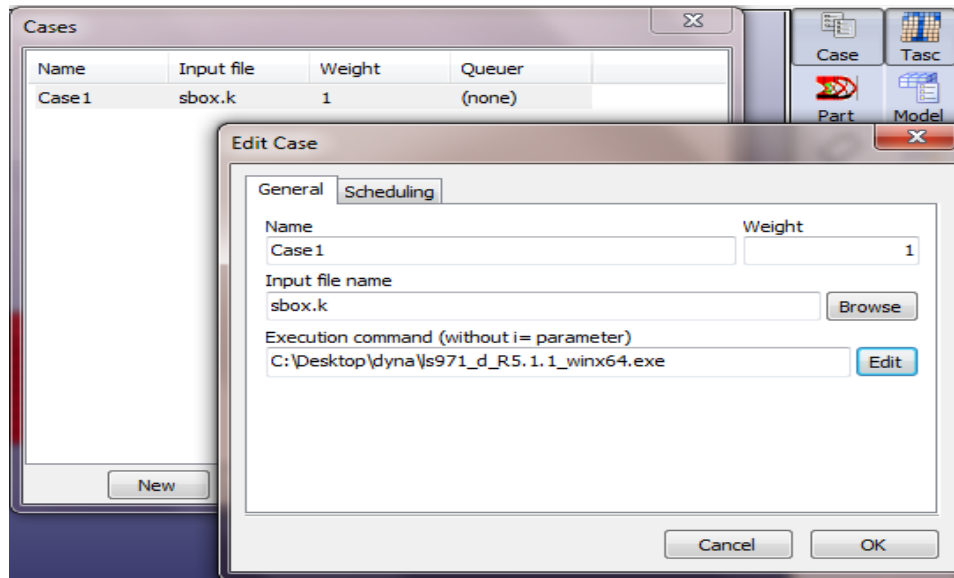 Cases
Case Tasc
Name Input file Weight Queuer
Case1 sbox.k 1 (none)
Part Model
Edit Case
General Scheduling
Name Weight
Case1 1
Input file name
sbox.k Browse
Execution command (without i= parameter)
C:\Desktop\dyna\ls971_d_R5.1.1_winx64.exe Edit
New
Cancel OK